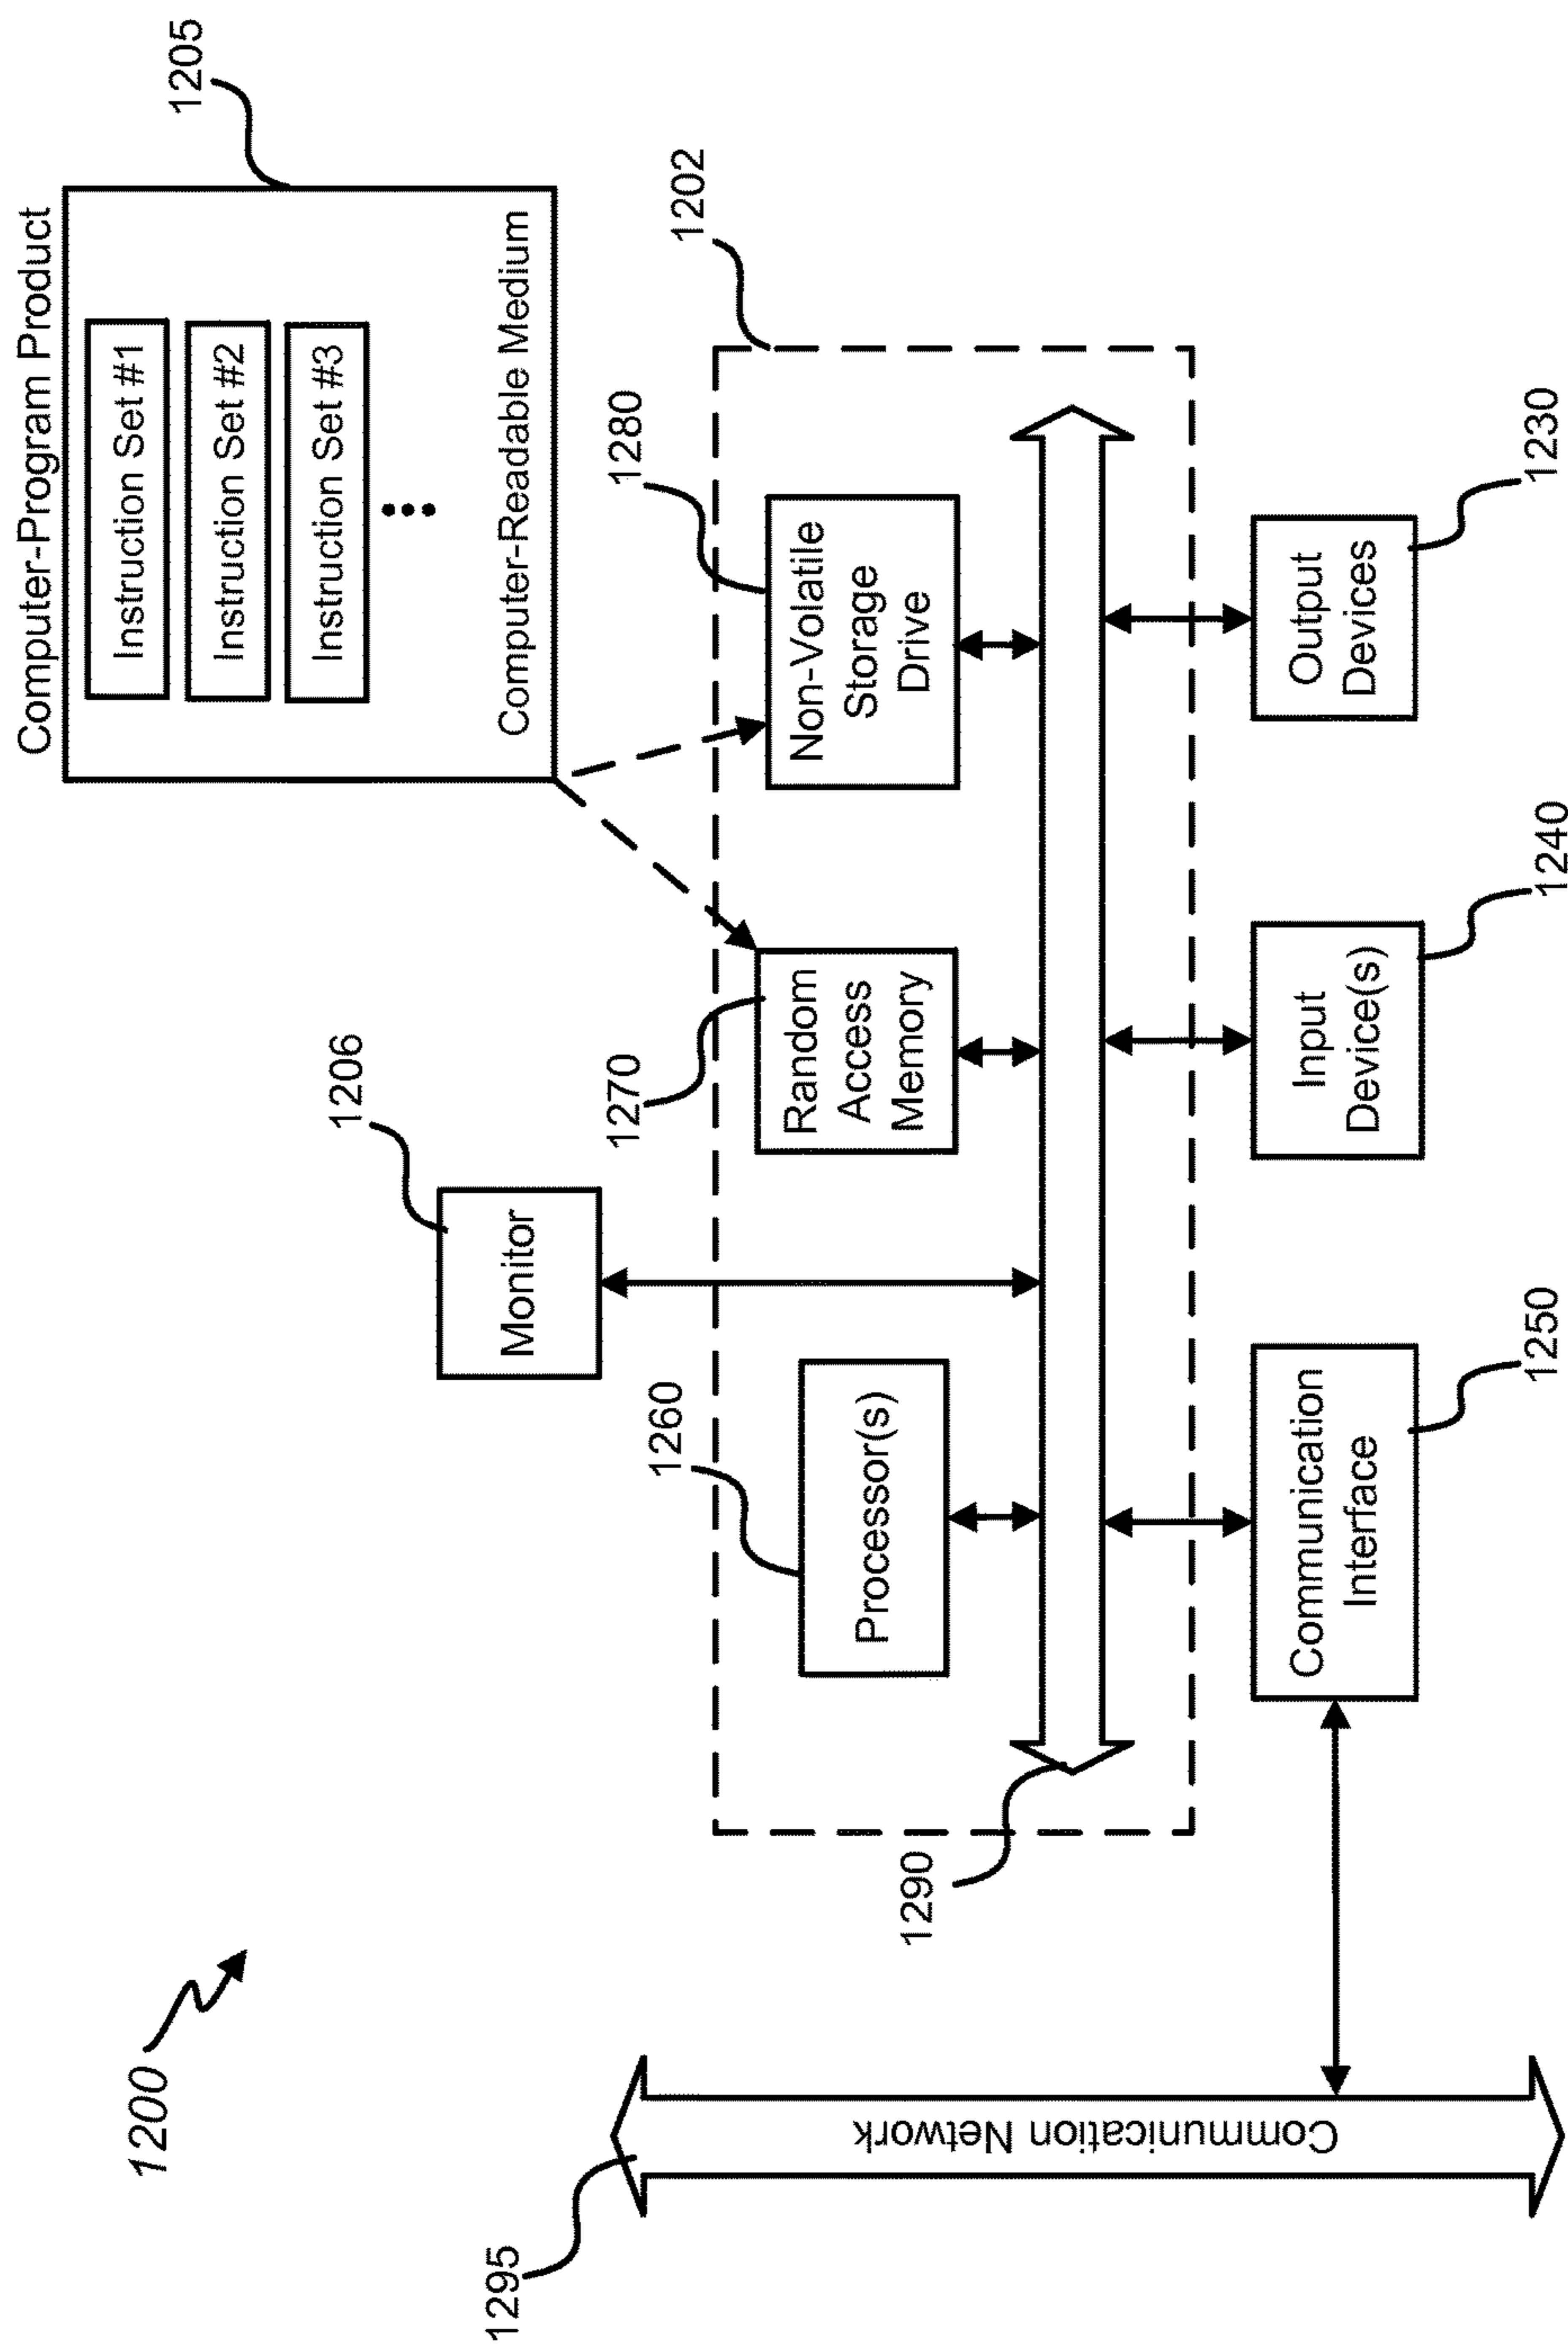 1200
Computer-Program Product
1205
Instruction Set #1
Instruction Set #2
Instruction Set #3
Computer-Readable Medium
1206
Monitor
1202
1280
1270
1260
Processor(s)
Random
Access
Memory
Non-Volatile
Storage
Drive
1290
1295
Communication Network
Communication
Interface
1250
Input
Device(s)
1240
Output
Devices
1230